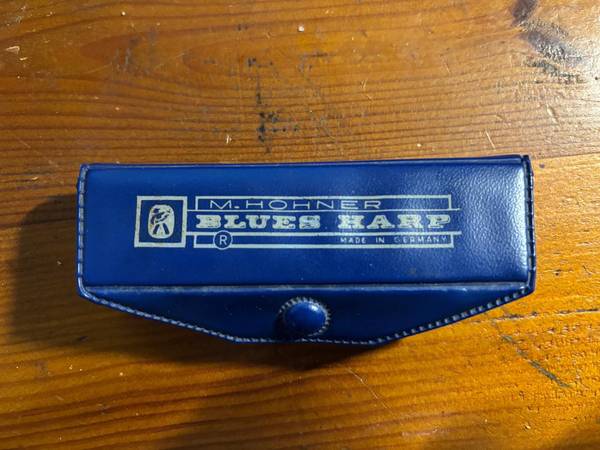 M. HOHNER
BLUES HARP
® MADE IN GERMANY